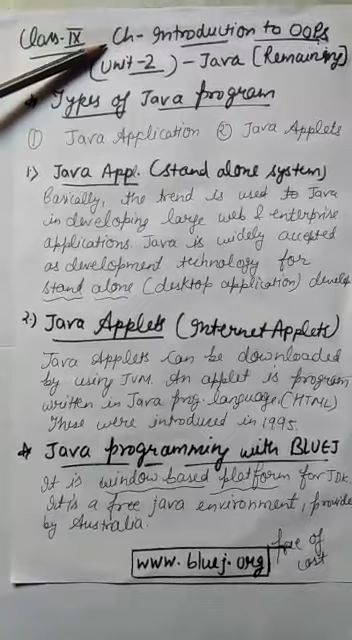 Class-IX Ch- Introduction to OOPs
(Unit-2) - Java [Remaining]
* Types of Java program
① Java Application ② Java Applets
1) Java App. (Stand alone system)
Basically, the trend is used to Java
in developing large web & enterprise
applications. Java is widely accepted
as development technology for
stand alone (desktop application) develop
2.) Java Applets (Internet Applets)
Java Applets can be downloaded
by using JVM. An applet is program
written in Java prog. language. (HTML)
These were introduced in 1995.
* Java programming with BLUEJ
It is window based platform for JDK.
It is a free java environment, provide
by Australia.
www.bluej.org free of
cost